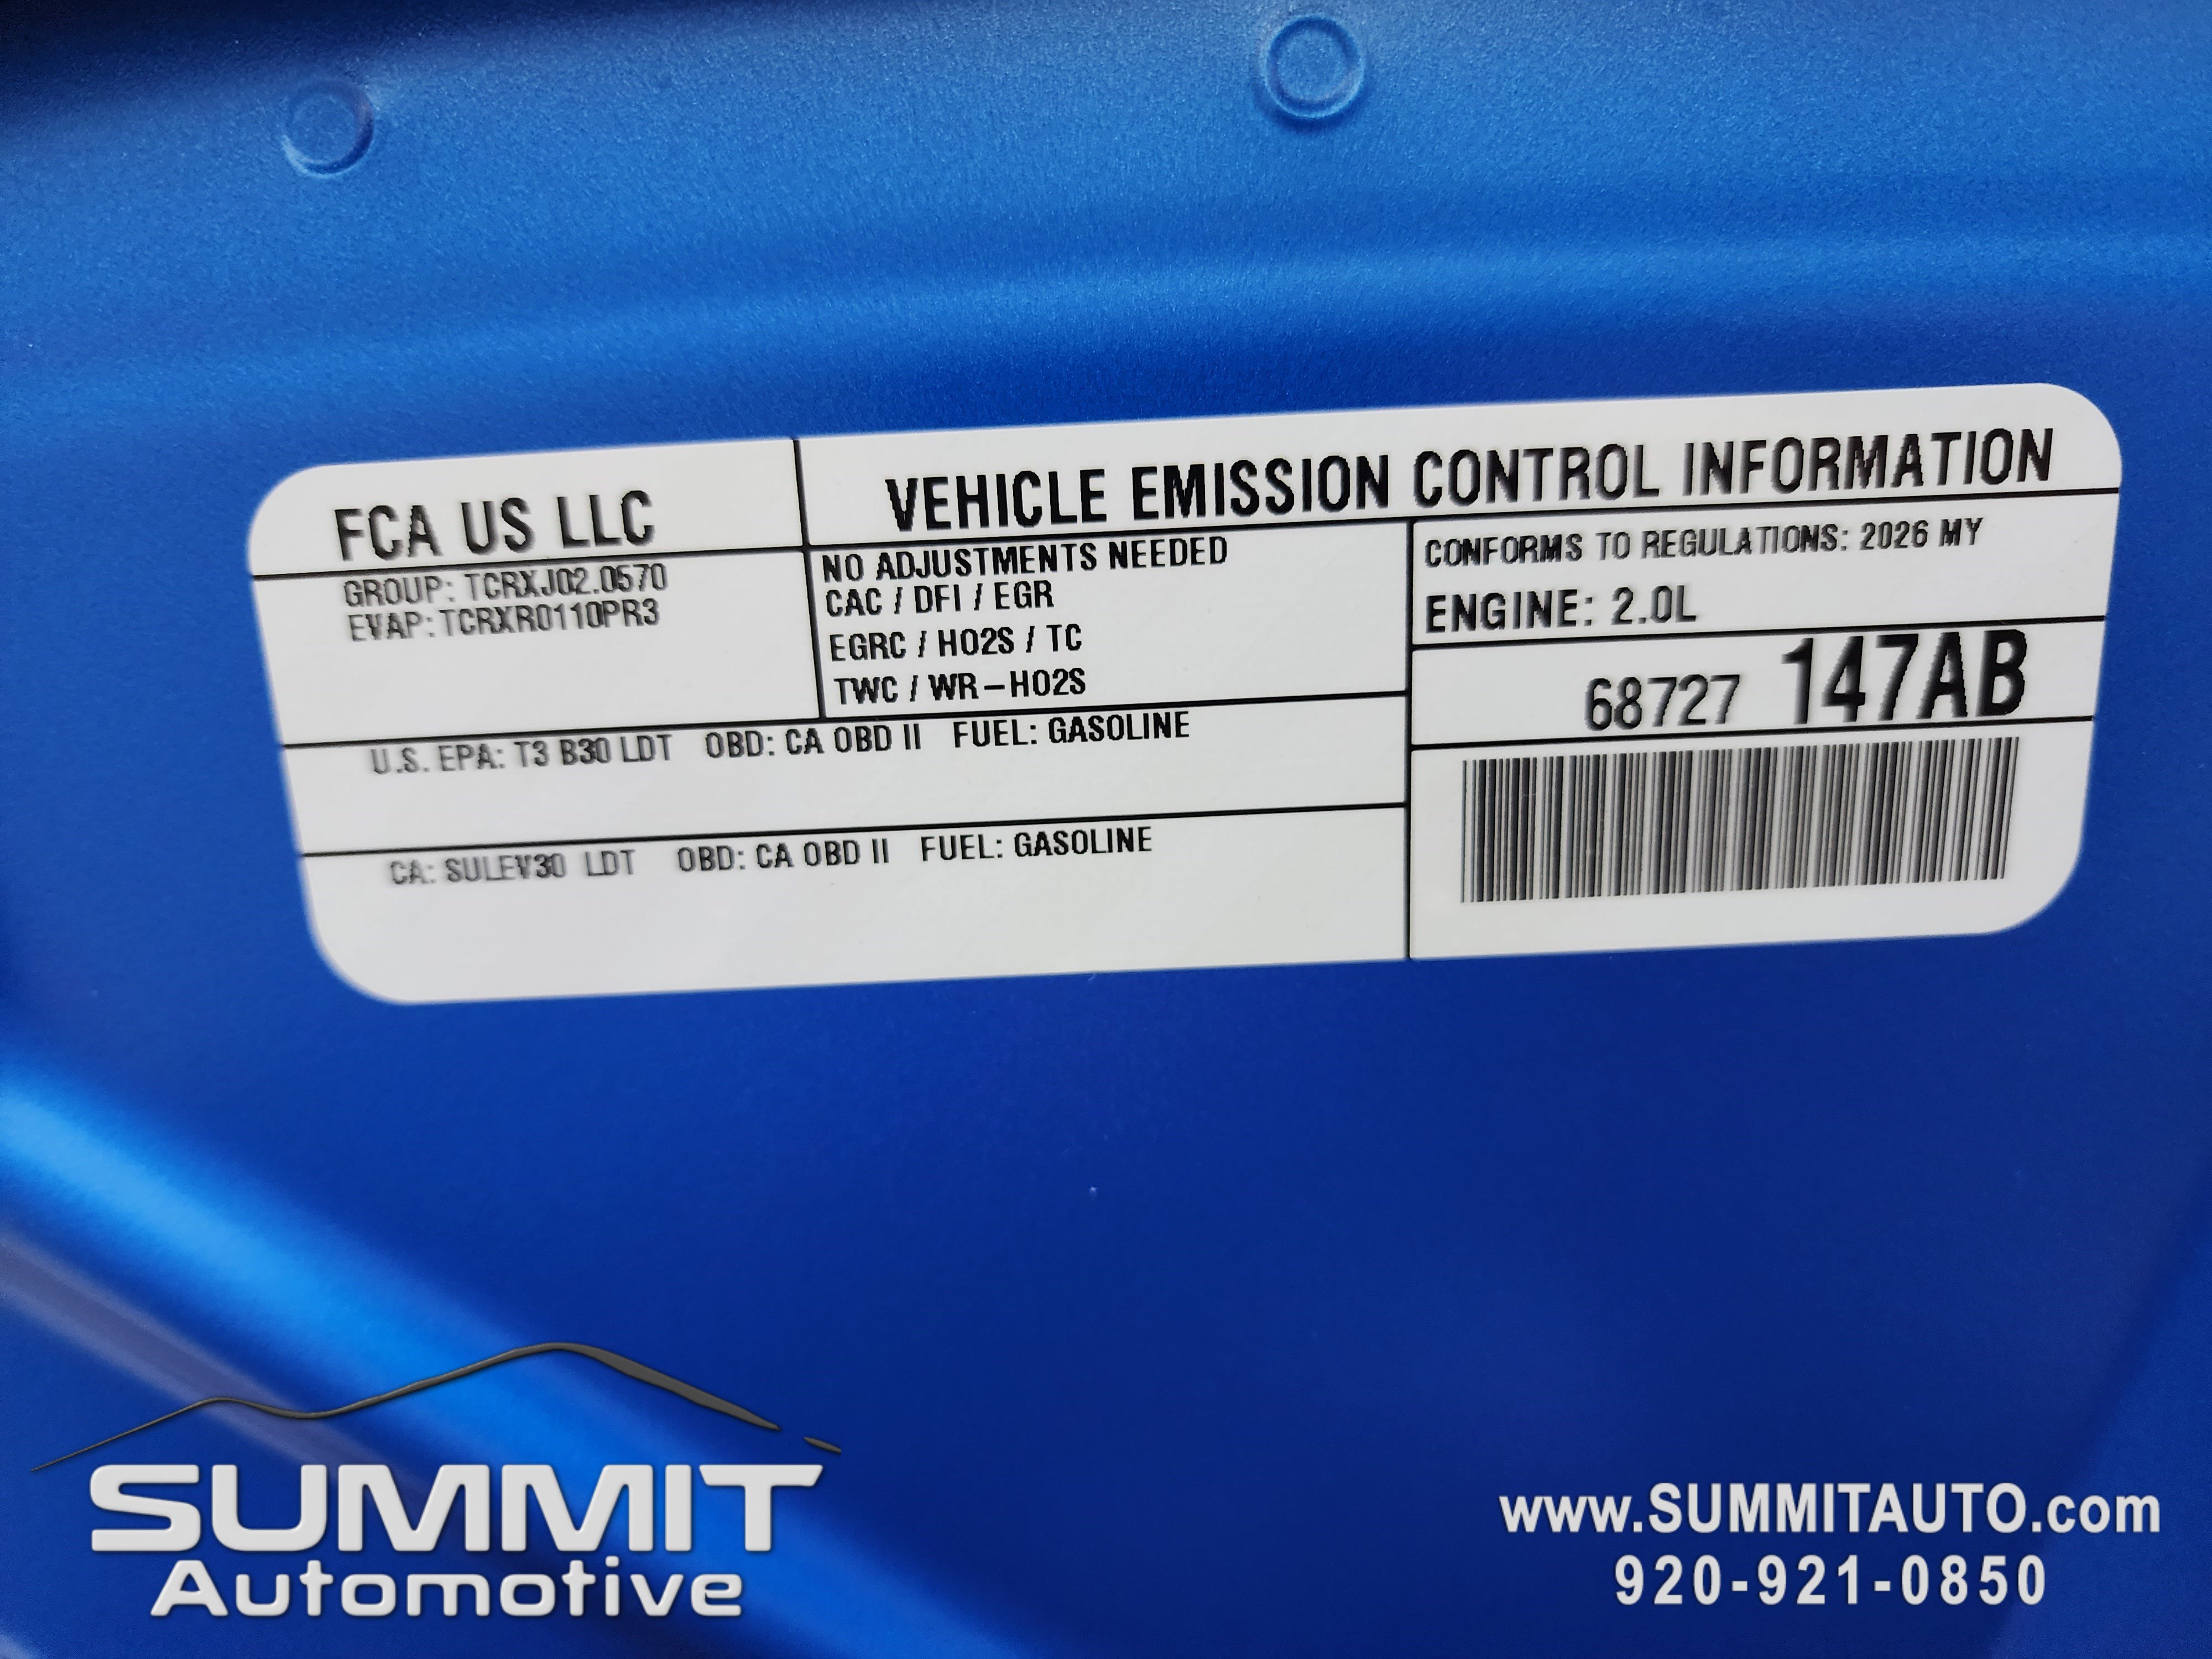 FCA US LLC
VEHICLE EMISSION CONTROL INFORMATION
GROUP: TCRXJ02.0570
EVAP: TCRXR0110PR3
NO ADJUSTMENTS NEEDED
CAC / DFI / EGR
EGRC / HO2S / TC
TWC / WR-HO2S
CONFORMS TO REGULATIONS: 2026 MY
ENGINE: 2.0L
68727 147AB
U.S. EPA: T3 B30 LDT OBD: CA OBD II FUEL: GASOLINE
CA: SULEV30 LDT OBD: CA OBD II FUEL: GASOLINE
SUMMIT
Automotive
www.SUMMITAUTO.com
920-921-0850